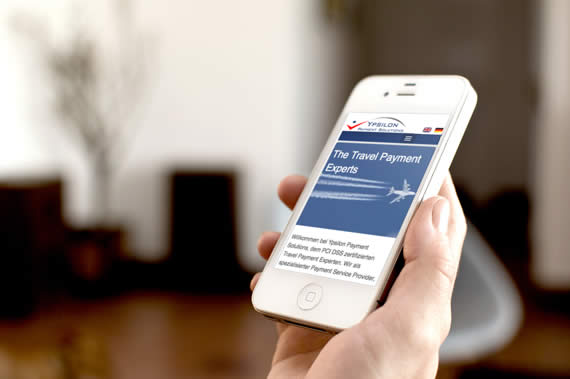 YPSILON
PAYMENT SOLUTIONS
The Travel Payment
Experts
Willkommen bei Ypsilon Payment
Solutions, dem PCI DSS zertifizierten
Travel Payment Experten. Wir als
spezialisierter Payment Service Provider,